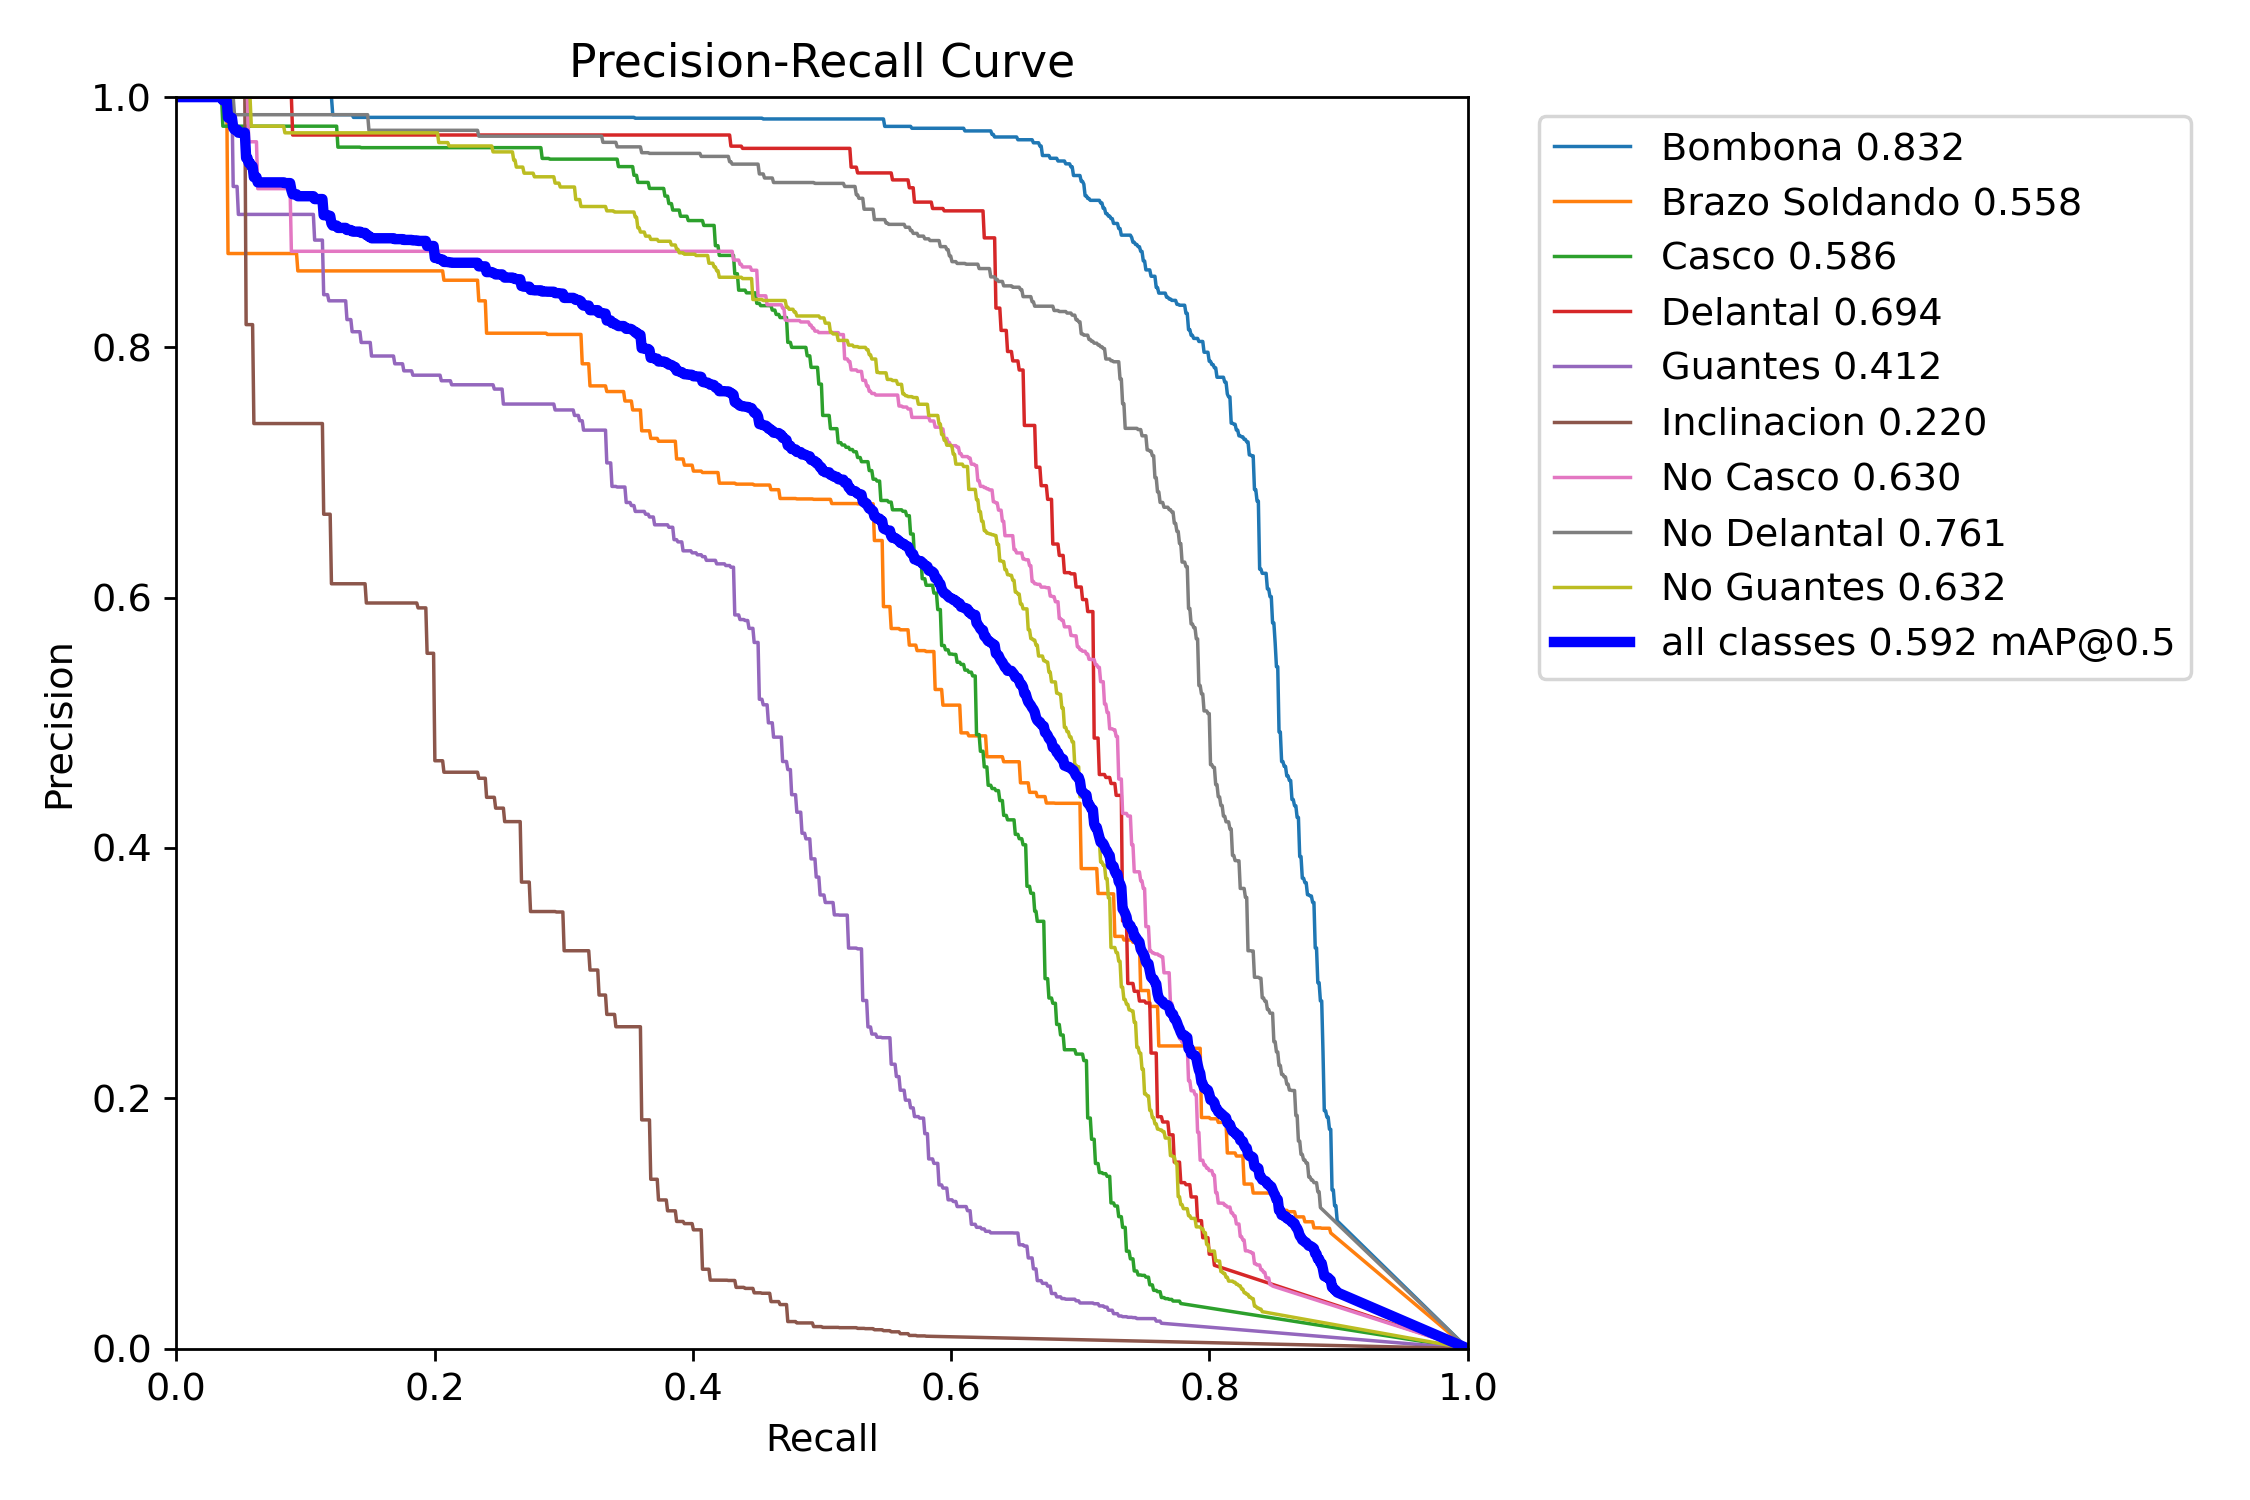 Precision-Recall Curve
1.0
0.8
0.6
0.4
0.2
0.0
Precision
0.0 0.2 0.4 0.6 0.8 1.0
Recall
Bombona 0.832
Brazo Soldando 0.558
Casco 0.586
Delantal 0.694
Guantes 0.412
Inclinacion 0.220
No Casco 0.630
No Delantal 0.761
No Guantes 0.632
all classes 0.592 mAP@0.5